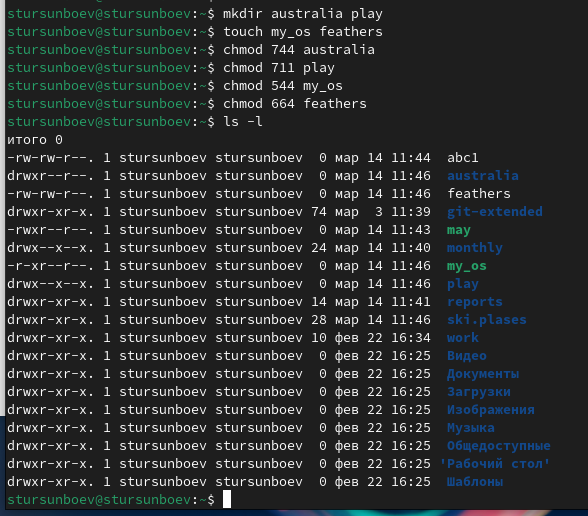 stursunboev@stursunboev:~$ mkdir australia play
stursunboev@stursunboev:~$ touch my_os feathers
stursunboev@stursunboev:~$ chmod 744 australia
stursunboev@stursunboev:~$ chmod 711 play
stursunboev@stursunboev:~$ chmod 544 my_os
stursunboev@stursunboev:~$ chmod 664 feathers
stursunboev@stursunboev:~$ ls -l
итого 0
-rw-rw-r--. 1 stursunboev stursunboev  0 мар 14 11:44  abc1
drwxr--r--. 1 stursunboev stursunboev  0 мар 14 11:46  australia
-rw-rw-r--. 1 stursunboev stursunboev  0 мар 14 11:46  feathers
drwxr-xr-x. 1 stursunboev stursunboev 74 мар  3 11:39  git-extended
-rwxr--r--. 1 stursunboev stursunboev  0 мар 14 11:43  may
drwx--x--x. 1 stursunboev stursunboev 24 мар 14 11:40  monthly
-r-xr--r--. 1 stursunboev stursunboev  0 мар 14 11:46  my_os
drwx--x--x. 1 stursunboev stursunboev  0 мар 14 11:46  play
drwxr-xr-x. 1 stursunboev stursunboev 14 мар 14 11:41  reports
drwxr-xr-x. 1 stursunboev stursunboev 28 мар 14 11:46  ski.plases
drwxr-xr-x. 1 stursunboev stursunboev 10 фев 22 16:34  work
drwxr-xr-x. 1 stursunboev stursunboev  0 фев 22 16:25  Видео
drwxr-xr-x. 1 stursunboev stursunboev  0 фев 22 16:25  Документы
drwxr-xr-x. 1 stursunboev stursunboev  0 фев 22 16:25  Загрузки
drwxr-xr-x. 1 stursunboev stursunboev  0 фев 22 16:25  Изображения
drwxr-xr-x. 1 stursunboev stursunboev  0 фев 22 16:25  Музыка
drwxr-xr-x. 1 stursunboev stursunboev  0 фев 22 16:25  Общедоступные
drwxr-xr-x. 1 stursunboev stursunboev  0 фев 22 16:25 'Рабочий стол'
drwxr-xr-x. 1 stursunboev stursunboev  0 фев 22 16:25  Шаблоны
stursunboev@stursunboev:~$